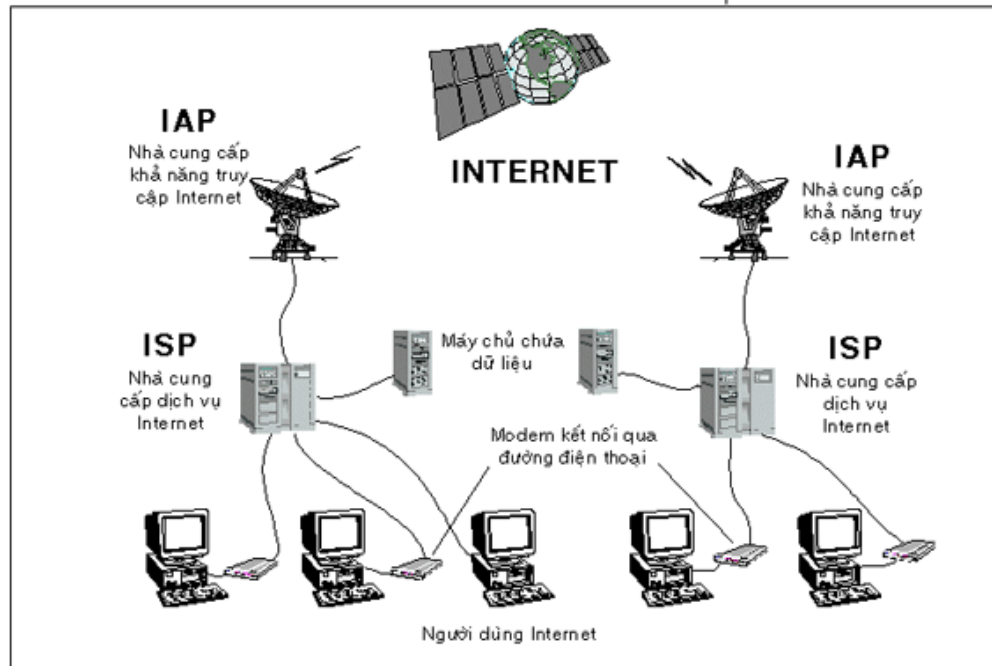 IAP
Nhà cung cấp
khả năng truy
cập Internet
INTERNET
IAP
Nhà cung cấp
khả năng truy
cập Internet
ISP
Nhà cung
cấp dịch vụ
Internet
Máy chủ chứa
dữ liệu
ISP
Nhà cung cấp
dịch vụ
Internet
Modem kết nối qua
đường điện thoại
Người dùng Internet